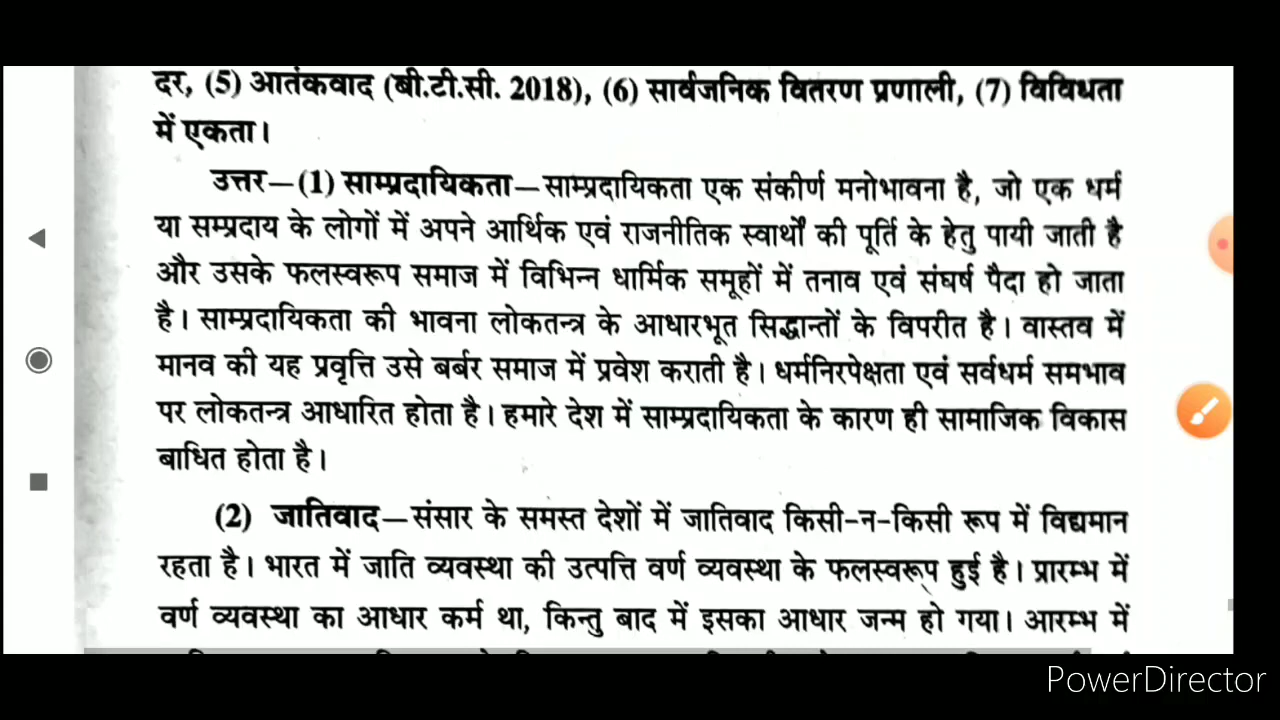 दर, (5) आतंकवाद (बी.टी.सी. 2018), (6) सार्वजनिक वितरण प्रणाली, (7) विविधता
में एकता।
उत्तर—(1) साम्प्रदायिकता—साम्प्रदायिकता एक संकीर्ण मनोभावना है, जो एक धर्म
या सम्प्रदाय के लोगों में अपने आर्थिक एवं राजनीतिक स्वार्थों की पूर्ति के हेतु पायी जाती है
और उसके फलस्वरूप समाज में विभिन्न धार्मिक समूहों में तनाव एवं संघर्ष पैदा हो जाता
है। साम्प्रदायिकता की भावना लोकतन्त्र के आधारभूत सिद्धान्तों के विपरीत है। वास्तव में
मानव की यह प्रवृत्ति उसे बर्बर समाज में प्रवेश कराती है। धर्मनिरपेक्षता एवं सर्वधर्म समभाव
पर लोकतन्त्र आधारित होता है। हमारे देश में साम्प्रदायिकता के कारण ही सामाजिक विकास
बाधित होता है।
(2) जातिवाद—संसार के समस्त देशों में जातिवाद किसी-न-किसी रूप में विद्यमान
रहता है। भारत में जाति व्यवस्था की उत्पत्ति वर्ण व्यवस्था के फलस्वरूप हुई है। प्रारम्भ में
वर्ण व्यवस्था का आधार कर्म था, किन्तु बाद में इसका आधार जन्म हो गया। आरम्भ में
PowerDirector